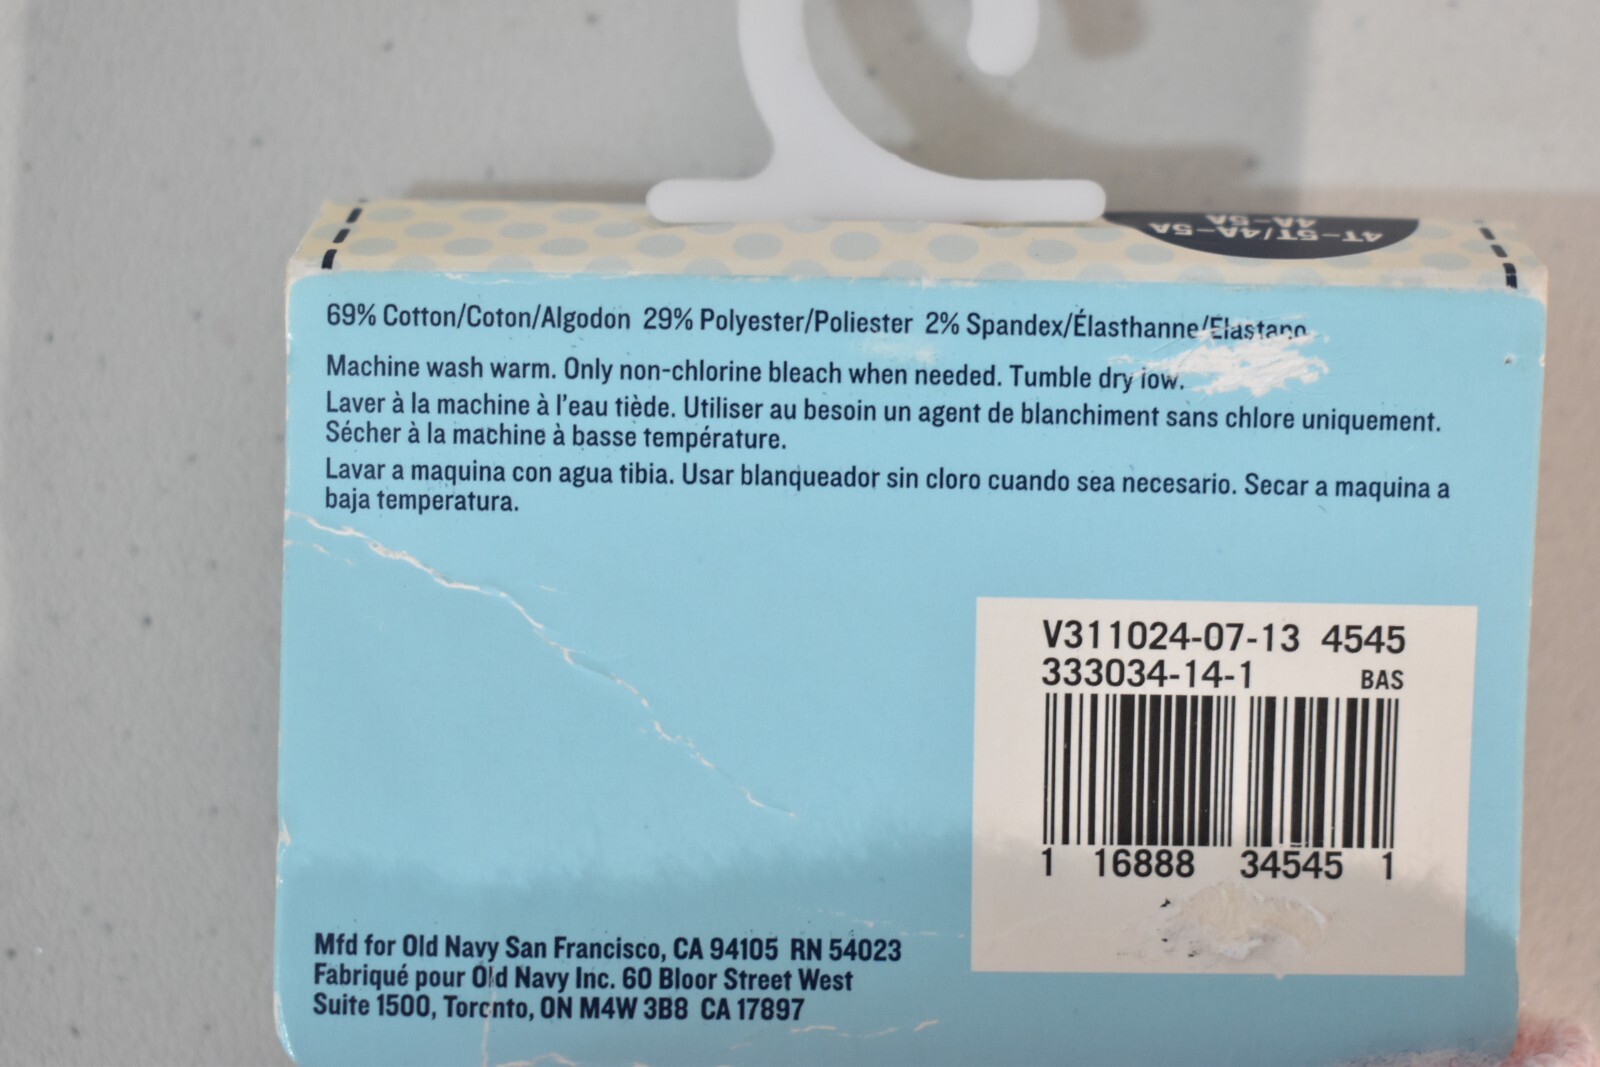 4T-5T/4A-5A
4A-5A
69% Cotton/Coton/Algodon 29% Polyester/Poliester 2% Spandex/Élasthanne/Elastano
Machine wash warm. Only non-chlorine bleach when needed. Tumble dry low.
Laver à la machine à l'eau tiède. Utiliser au besoin un agent de blanchiment sans chlore uniquement.
Sécher à la machine à basse température.
Lavar a maquina con agua tibia. Usar blanqueador sin cloro cuando sea necesario. Secar a maquina a
baja temperatura.
V311024-07-13 4545
333034-14-1 BAS
1 16888 34545 1
Mfd for Old Navy San Francisco, CA 94105 RN 54023
Fabriqué pour Old Navy Inc. 60 Bloor Street West
Suite 1500, Toronto, ON M4W 3B8 CA 17897